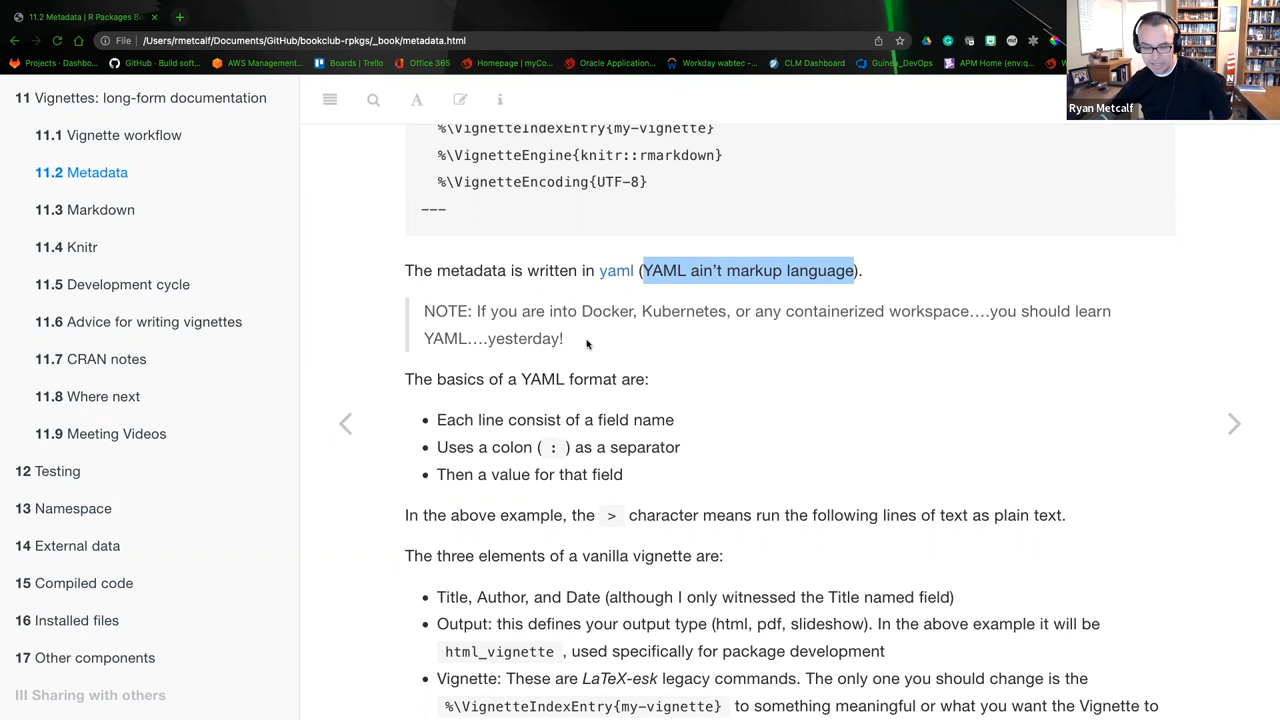 11.2 Metadata | R Packages Bo
File /Users/rmetcalf/Documents/GitHub/bookclub-rpkgs/_book/metadata.html
Projects · Dashbo... GitHub · Build soft... AWS Management... Boards | Trello Office 365 Homepage | myCo... Oracle Application... Workday wabtec -... CLM Dashboard Guinea_DevOps APM Home (env:q...
Ryan Metcalf
11 Vignettes: long-form documentation
11.1 Vignette workflow
11.2 Metadata
11.3 Markdown
11.4 Knitr
11.5 Development cycle
11.6 Advice for writing vignettes
11.7 CRAN notes
11.8 Where next
11.9 Meeting Videos
12 Testing
13 Namespace
14 External data
15 Compiled code
16 Installed files
17 Other components
III Sharing with others
%\VignetteIndexEntry{my-vignette}
%\VignetteEngine{knitr::rmarkdown}
%\VignetteEncoding{UTF-8}
---
The metadata is written in yaml (YAML ain't markup language).
NOTE: If you are into Docker, Kubernetes, or any containerized workspace….you should learn
YAML….yesterday!
The basics of a YAML format are:
• Each line consist of a field name
• Uses a colon ( : ) as a separator
• Then a value for that field
In the above example, the > character means run the following lines of text as plain text.
The three elements of a vanilla vignette are:
• Title, Author, and Date (although I only witnessed the Title named field)
• Output: this defines your output type (html, pdf, slideshow). In the above example it will be
html_vignette , used specifically for package development
• Vignette: These are LaTeX-esk legacy commands. The only one you should change is the
%\VignetteIndexEntry{my-vignette} to something meaningful or what you want the Vignette to